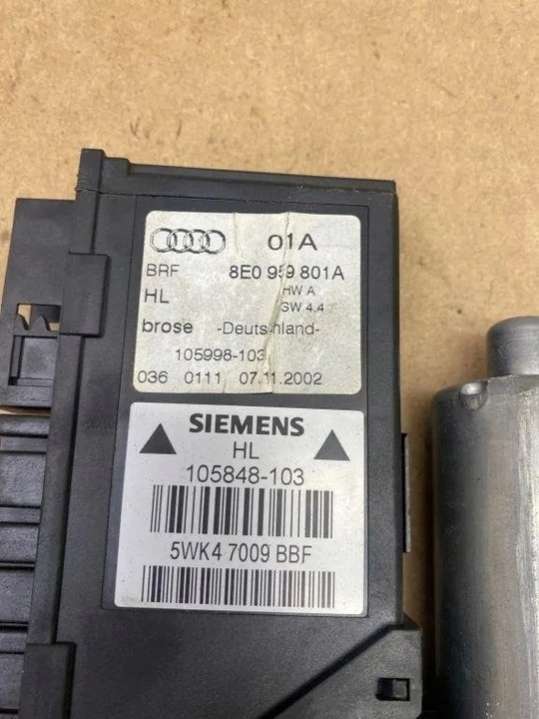 01A
BRF 8E0 959 801A
HL HW A
SW 4.4
brose -Deutschland-
105998-103
036 0111 07.11.2002
SIEMENS
HL
105848-103
5WK4 7009 BBF